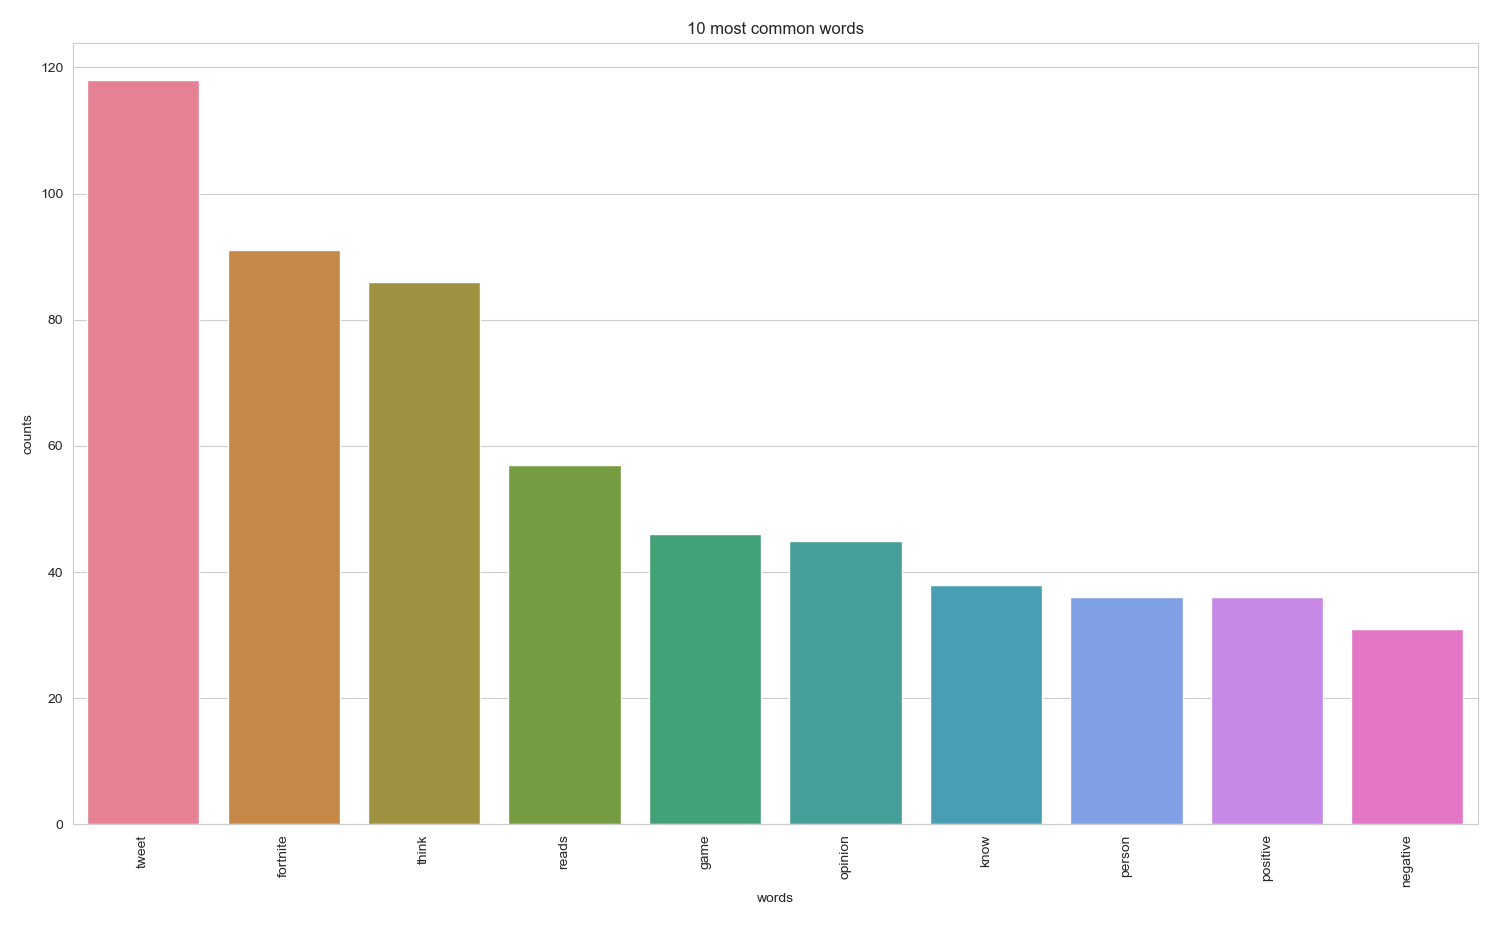 10 most common words
120
100
80
60
40
20
0
counts
tweet
fortnite
think
reads
game
opinion
know
person
positive
negative
words